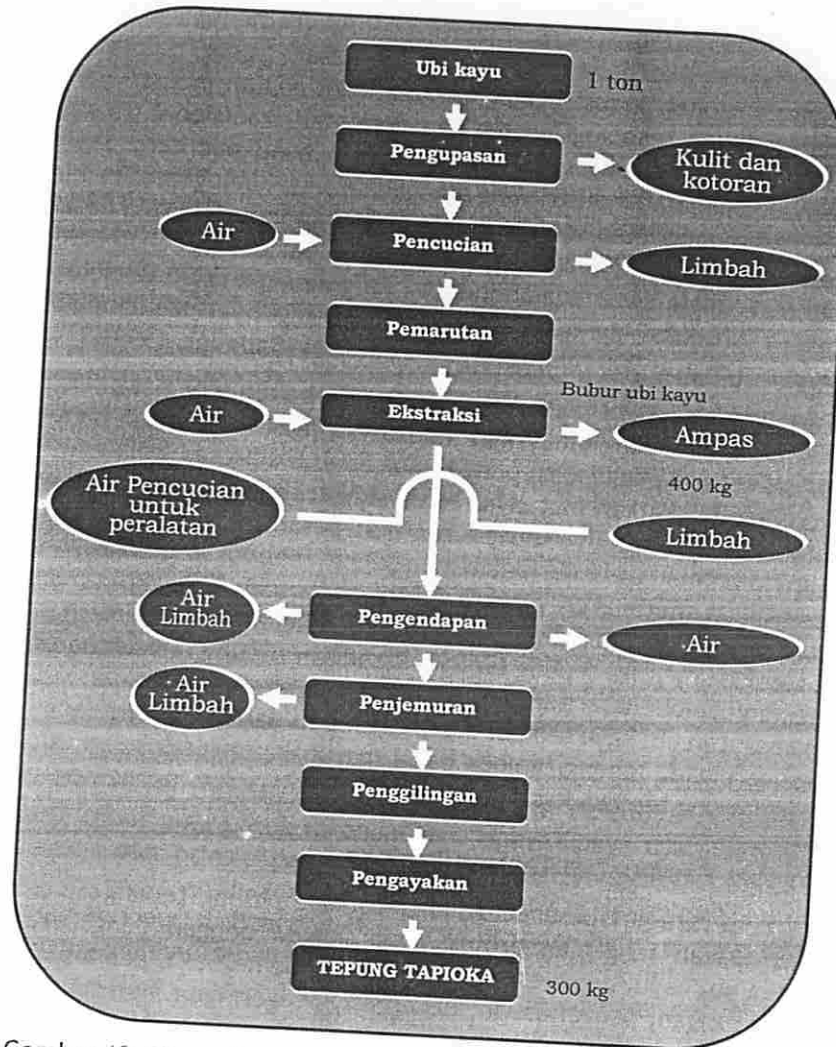 Ubi kayu
1 ton
Pengupasan
Kulit dan
kotoran
Air
Pencucian
Limbah
Pemarutan
Bubur ubi kayu
Air
Ekstraksi
Ampas
400 kg
Air Pencucian
untuk
peralatan
Limbah
Air
Limbah
Pengendapan
Air
Air
Limbah
Penjemuran
Penggilingan
Pengayakan
TEPUNG TAPIOKA
300 kg